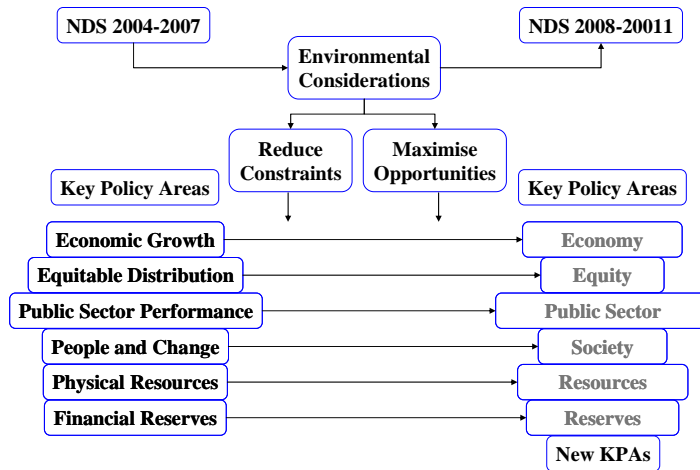 NDS 2004-2007
NDS 2008-20011
Environmental
Considerations
Reduce
Constraints
Maximise
Opportunities
Key Policy Areas
Key Policy Areas
Economic Growth
Economy
Equitable Distribution
Equity
Public Sector Performance
Public Sector
People and Change
Society
Physical Resources
Resources
Financial Reserves
Reserves
New KPAs